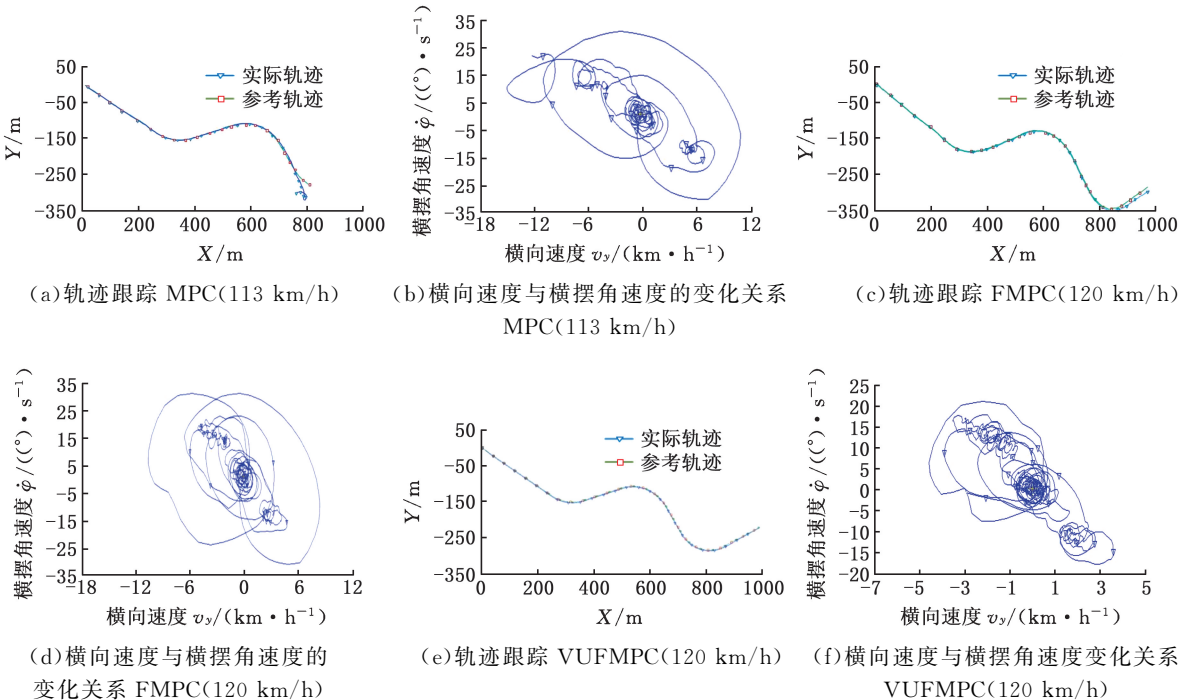 50
−50
−150
−250
−350
Y/m
0 200 400 600 800 1000
X/m
实际轨迹
参考轨迹
(a)轨迹跟踪 MPC(113 km/h)
35
25
15
5
−5
−15
−25
−35
横摆角速度 φ̇/((°)·s⁻¹)
−18 −12 −6 0 6 12
横向速度 vy/(km·h⁻¹)
(b)横向速度与横摆角速度的变化关系
MPC(113 km/h)
50
−50
−150
−250
−350
Y/m
0 200 400 600 800 1000
X/m
实际轨迹
参考轨迹
(c)轨迹跟踪 FMPC(120 km/h)
35
25
15
5
−5
−15
−25
−35
横摆角速度 φ̇/((°)·s⁻¹)
−18 −12 −6 0 6 12
横向速度 vy/(km·h⁻¹)
(d)横向速度与横摆角速度的
变化关系 FMPC(120 km/h)
50
−50
−150
−250
−350
Y/m
0 200 400 600 800 1000
X/m
实际轨迹
参考轨迹
(e)轨迹跟踪 VUFMPC(120 km/h)
25
20
15
10
5
0
−5
−10
−15
−20
横摆角速度 φ̇/((°)·s⁻¹)
−7 −5 −3 −1 1 3 5
横向速度 vy/(km·h⁻¹)
(f)横向速度与横摆角速度变化关系
VUFMPC(120 km/h)